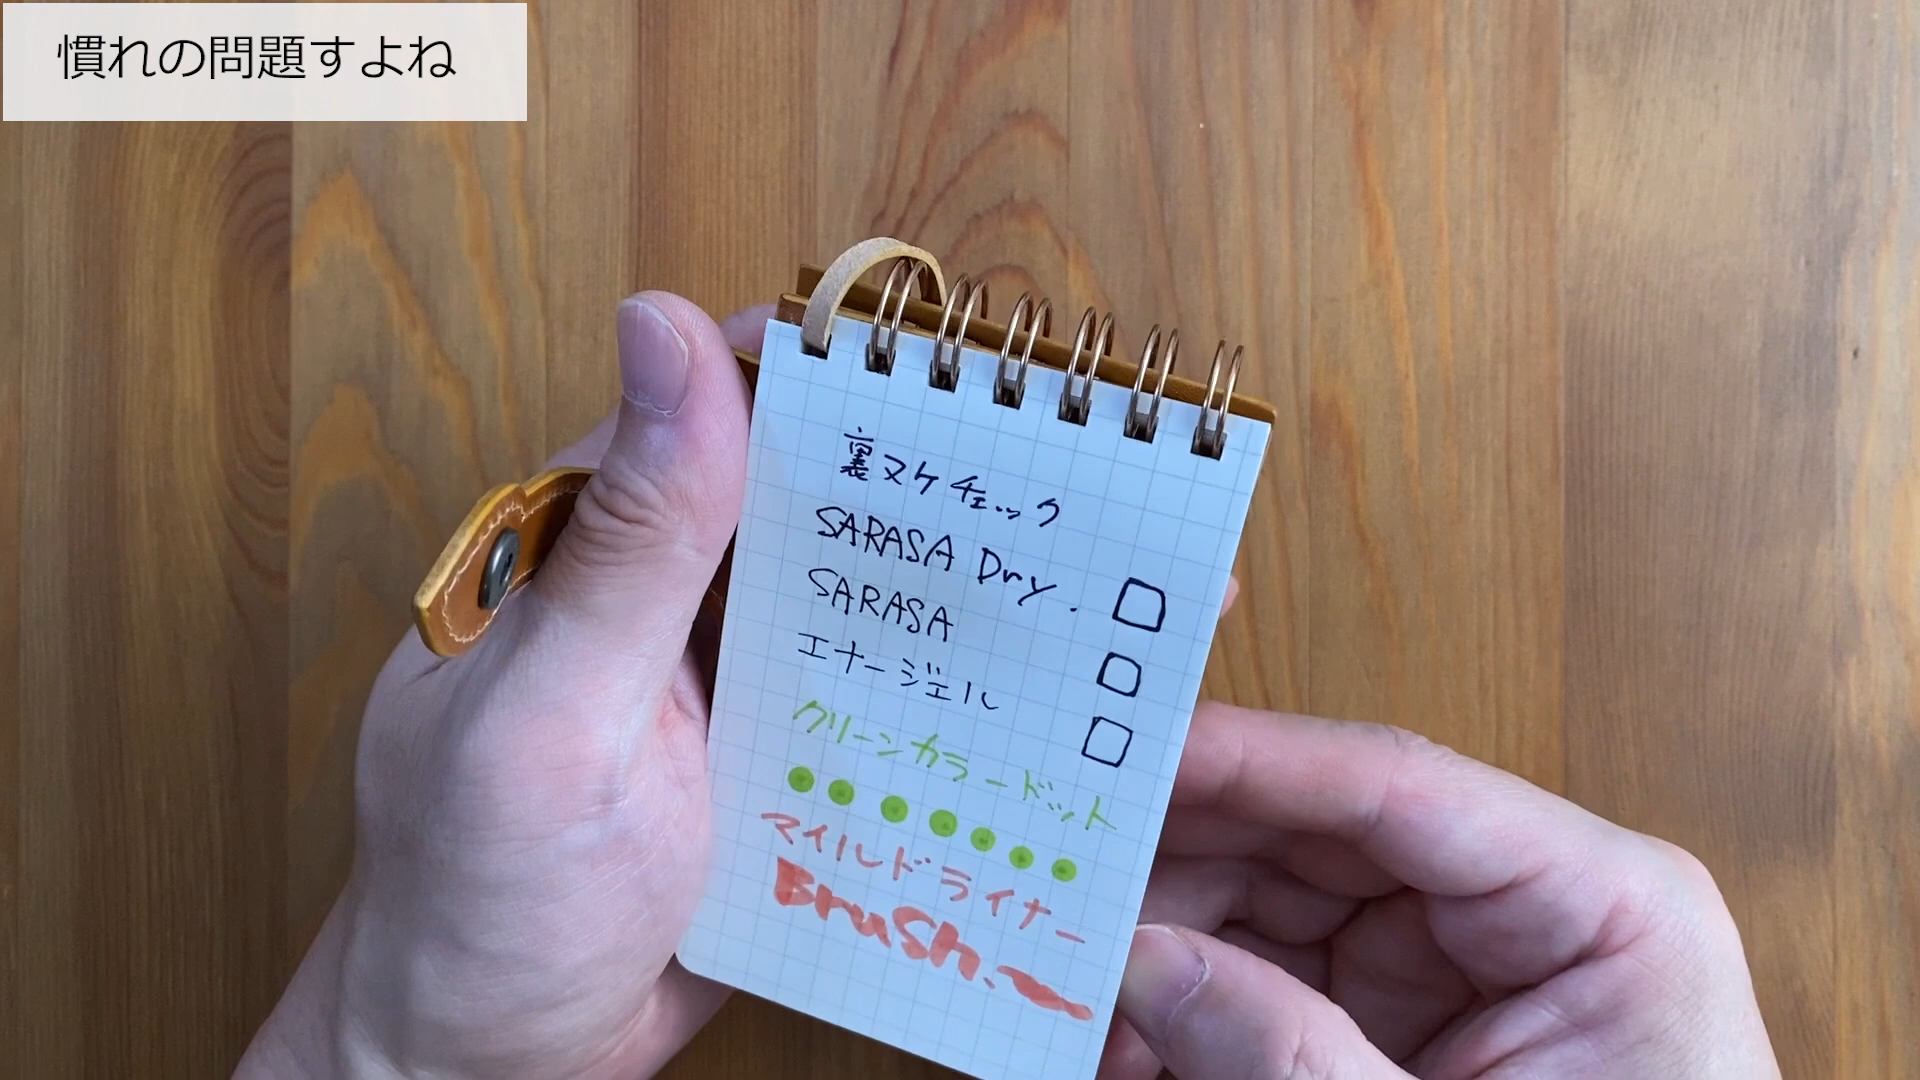 慣れの問題すよね
裏ヌケチェック
SARASA Dry.
SARASA
エナージェル
クリーンカラードット
マイルドライナー
Brush.